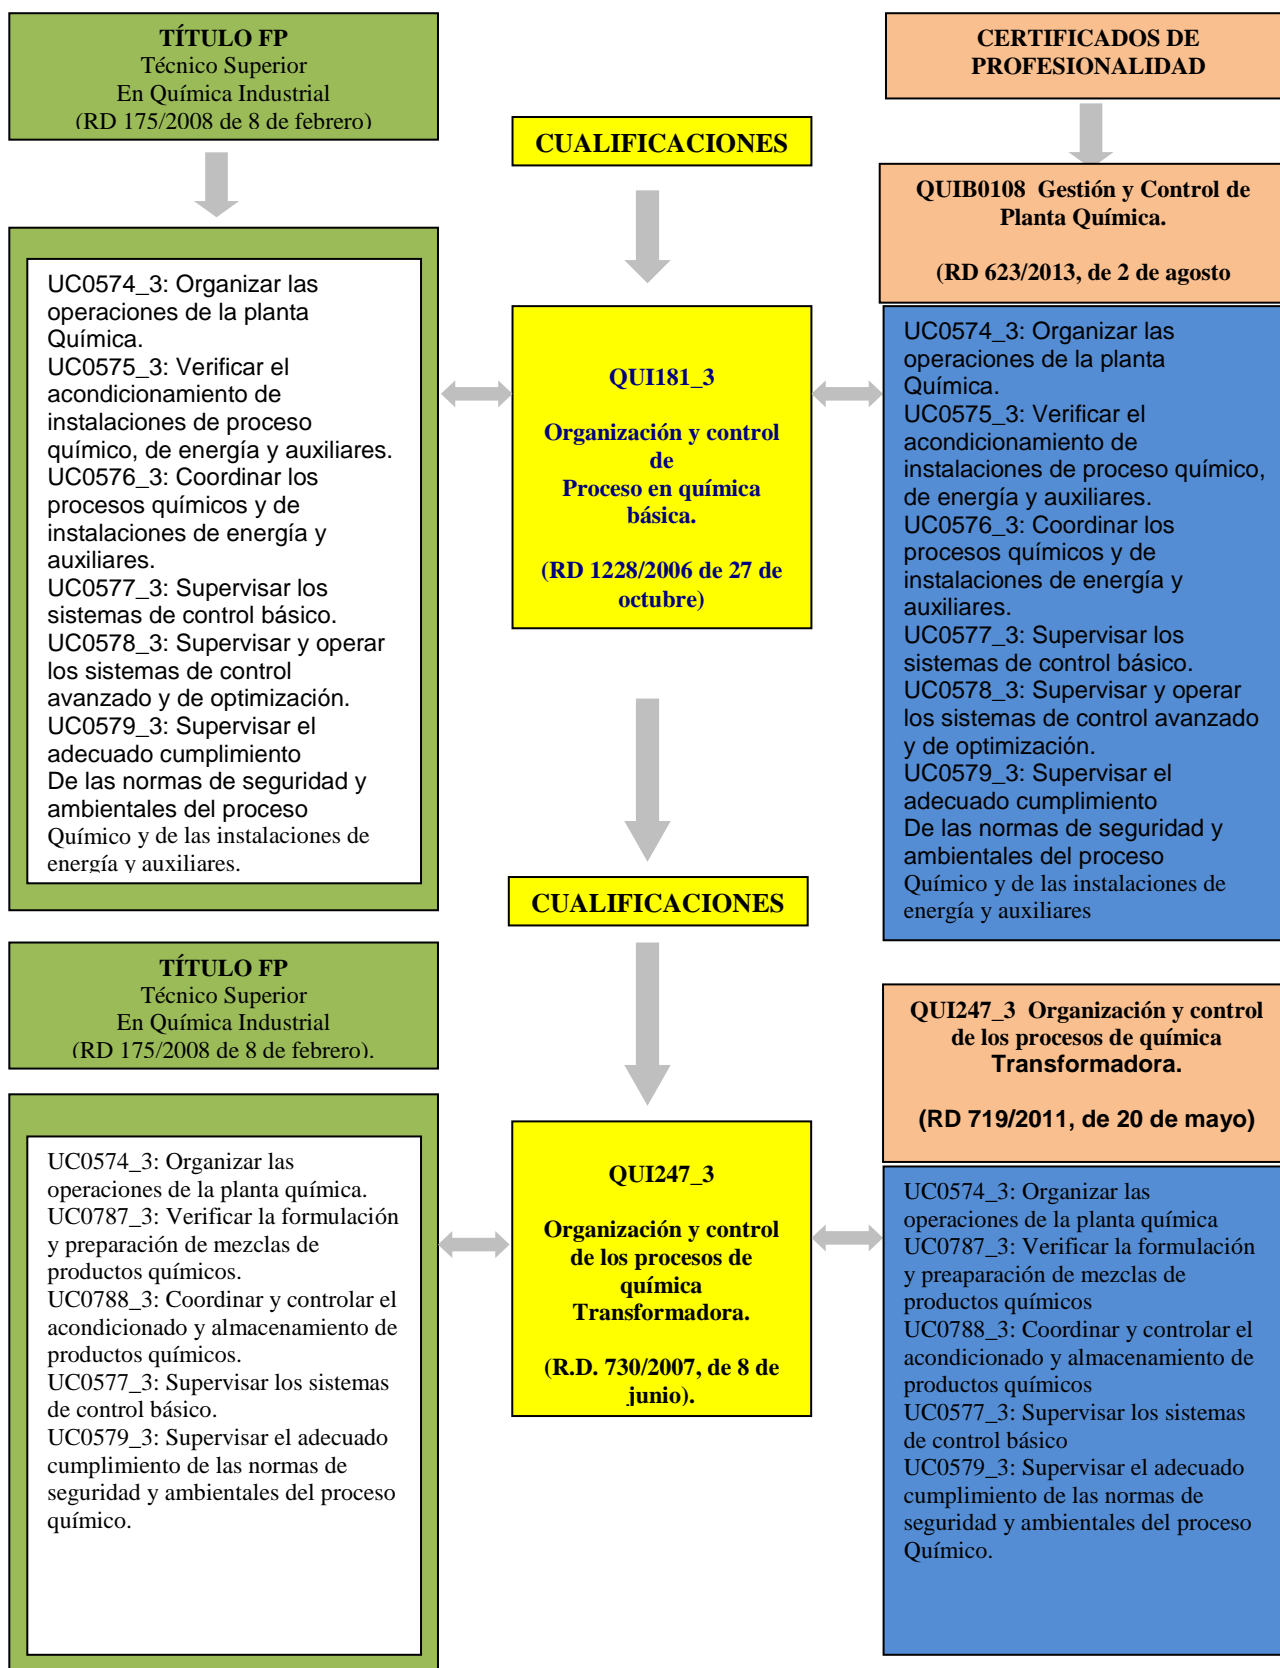 TÍTULO FP
Técnico Superior
En Química Industrial
(RD 175/2008 de 8 de febrero)
CUALIFICACIONES
CERTIFICADOS DE
PROFESIONALIDAD
QUIB0108 Gestión y Control de
Planta Química.
(RD 623/2013, de 2 de agosto
UC0574_3: Organizar las
operaciones de la planta
Química.
UC0575_3: Verificar el
acondicionamiento de
instalaciones de proceso
químico, de energía y auxiliares.
UC0576_3: Coordinar los
procesos químicos y de
instalaciones de energía y
auxiliares.
UC0577_3: Supervisar los
sistemas de control básico.
UC0578_3: Supervisar y operar
los sistemas de control
avanzado y de optimización.
UC0579_3: Supervisar el
adecuado cumplimiento
De las normas de seguridad y
ambientales del proceso
Químico y de las instalaciones de
energía y auxiliares.
QUI181_3
Organización y control
de
Proceso en química
básica.
(RD 1228/2006 de 27 de
octubre)
UC0574_3: Organizar las
operaciones de la planta
Química.
UC0575_3: Verificar el
acondicionamiento de
instalaciones de proceso químico,
de energía y auxiliares.
UC0576_3: Coordinar los
procesos químicos y de
instalaciones de energía y
auxiliares.
UC0577_3: Supervisar los
sistemas de control básico.
UC0578_3: Supervisar y operar
los sistemas de control avanzado
y de optimización.
UC0579_3: Supervisar el
adecuado cumplimiento
De las normas de seguridad y
ambientales del proceso
Químico y de las instalaciones de
energía y auxiliares
CUALIFICACIONES
TÍTULO FP
Técnico Superior
En Química Industrial
(RD 175/2008 de 8 de febrero).
QUI247_3 Organización y control
de los procesos de química
Transformadora.
(RD 719/2011, de 20 de mayo)
UC0574_3: Organizar las
operaciones de la planta química.
UC0787_3: Verificar la formulación
y preparación de mezclas de
productos químicos.
UC0788_3: Coordinar y controlar el
acondicionado y almacenamiento de
productos químicos.
UC0577_3: Supervisar los sistemas
de control básico.
UC0579_3: Supervisar el adecuado
cumplimiento de las normas de
seguridad y ambientales del proceso
químico.
QUI247_3
Organización y control
de los procesos de
química
Transformadora.
(R.D. 730/2007, de 8 de
junio).
UC0574_3: Organizar las
operaciones de la planta química
UC0787_3: Verificar la formulación
y preaparación de mezclas de
productos químicos
UC0788_3: Coordinar y controlar el
acondicionado y almacenamiento de
productos químicos
UC0577_3: Supervisar los sistemas
de control básico
UC0579_3: Supervisar el adecuado
cumplimiento de las normas de
seguridad y ambientales del proceso
Químico.